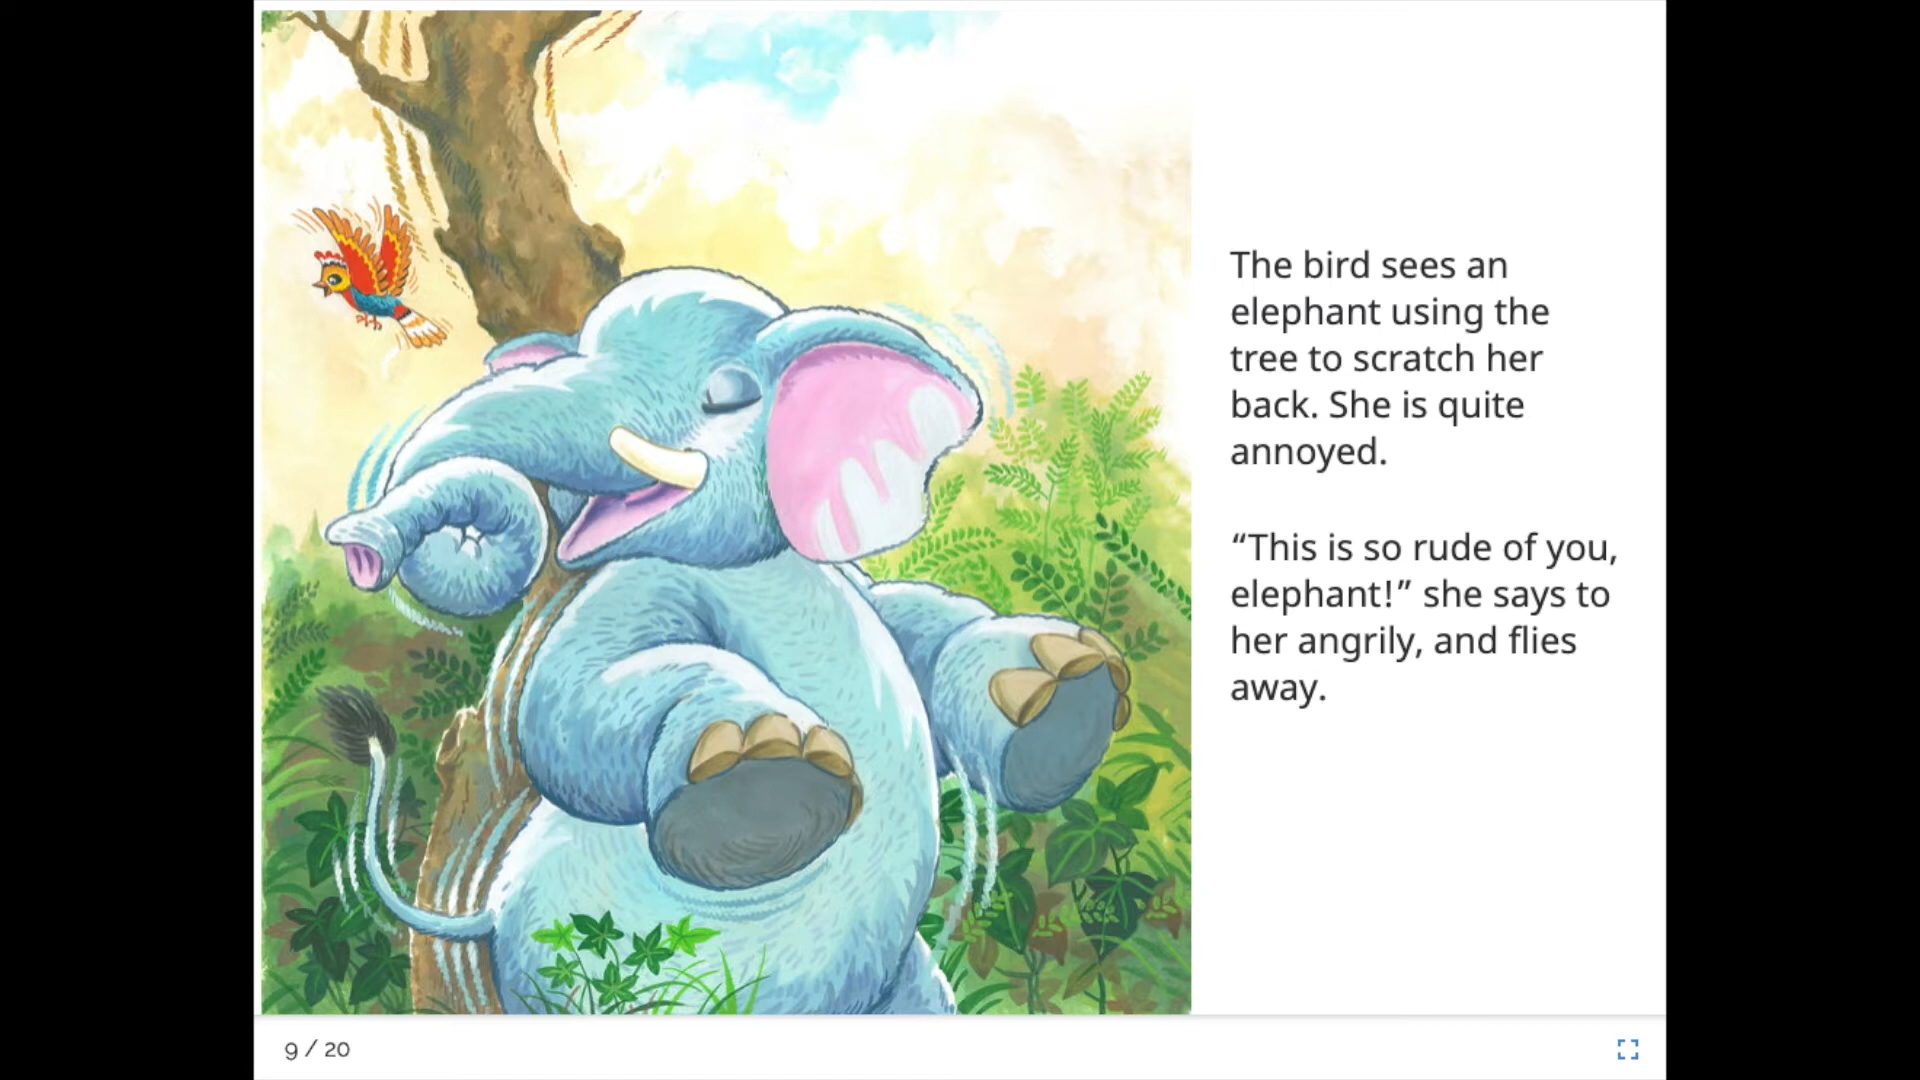 The bird sees an
elephant using the
tree to scratch her
back. She is quite
annoyed.
“This is so rude of you,
elephant!” she says to
her angrily, and flies
away.
9 / 20